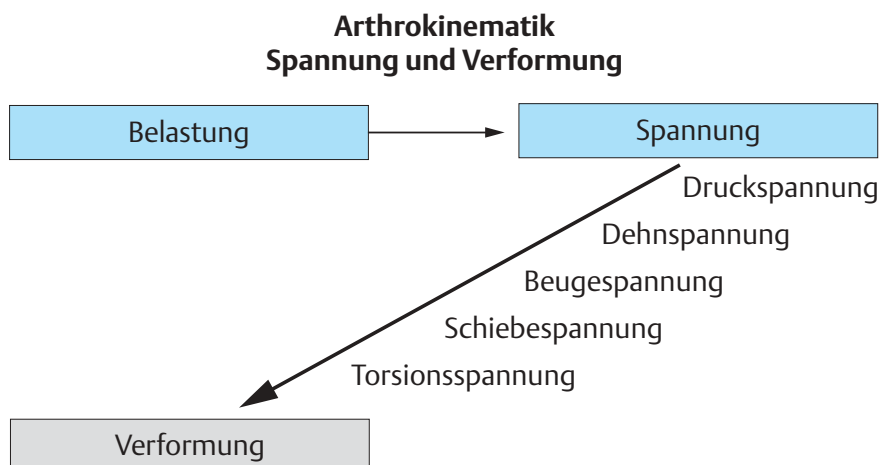 Arthrokinematik
Spannung und Verformung
Belastung
Spannung
Druckspannung
Dehnspannung
Beugespannung
Schiebespannung
Torsionsspannung
Verformung